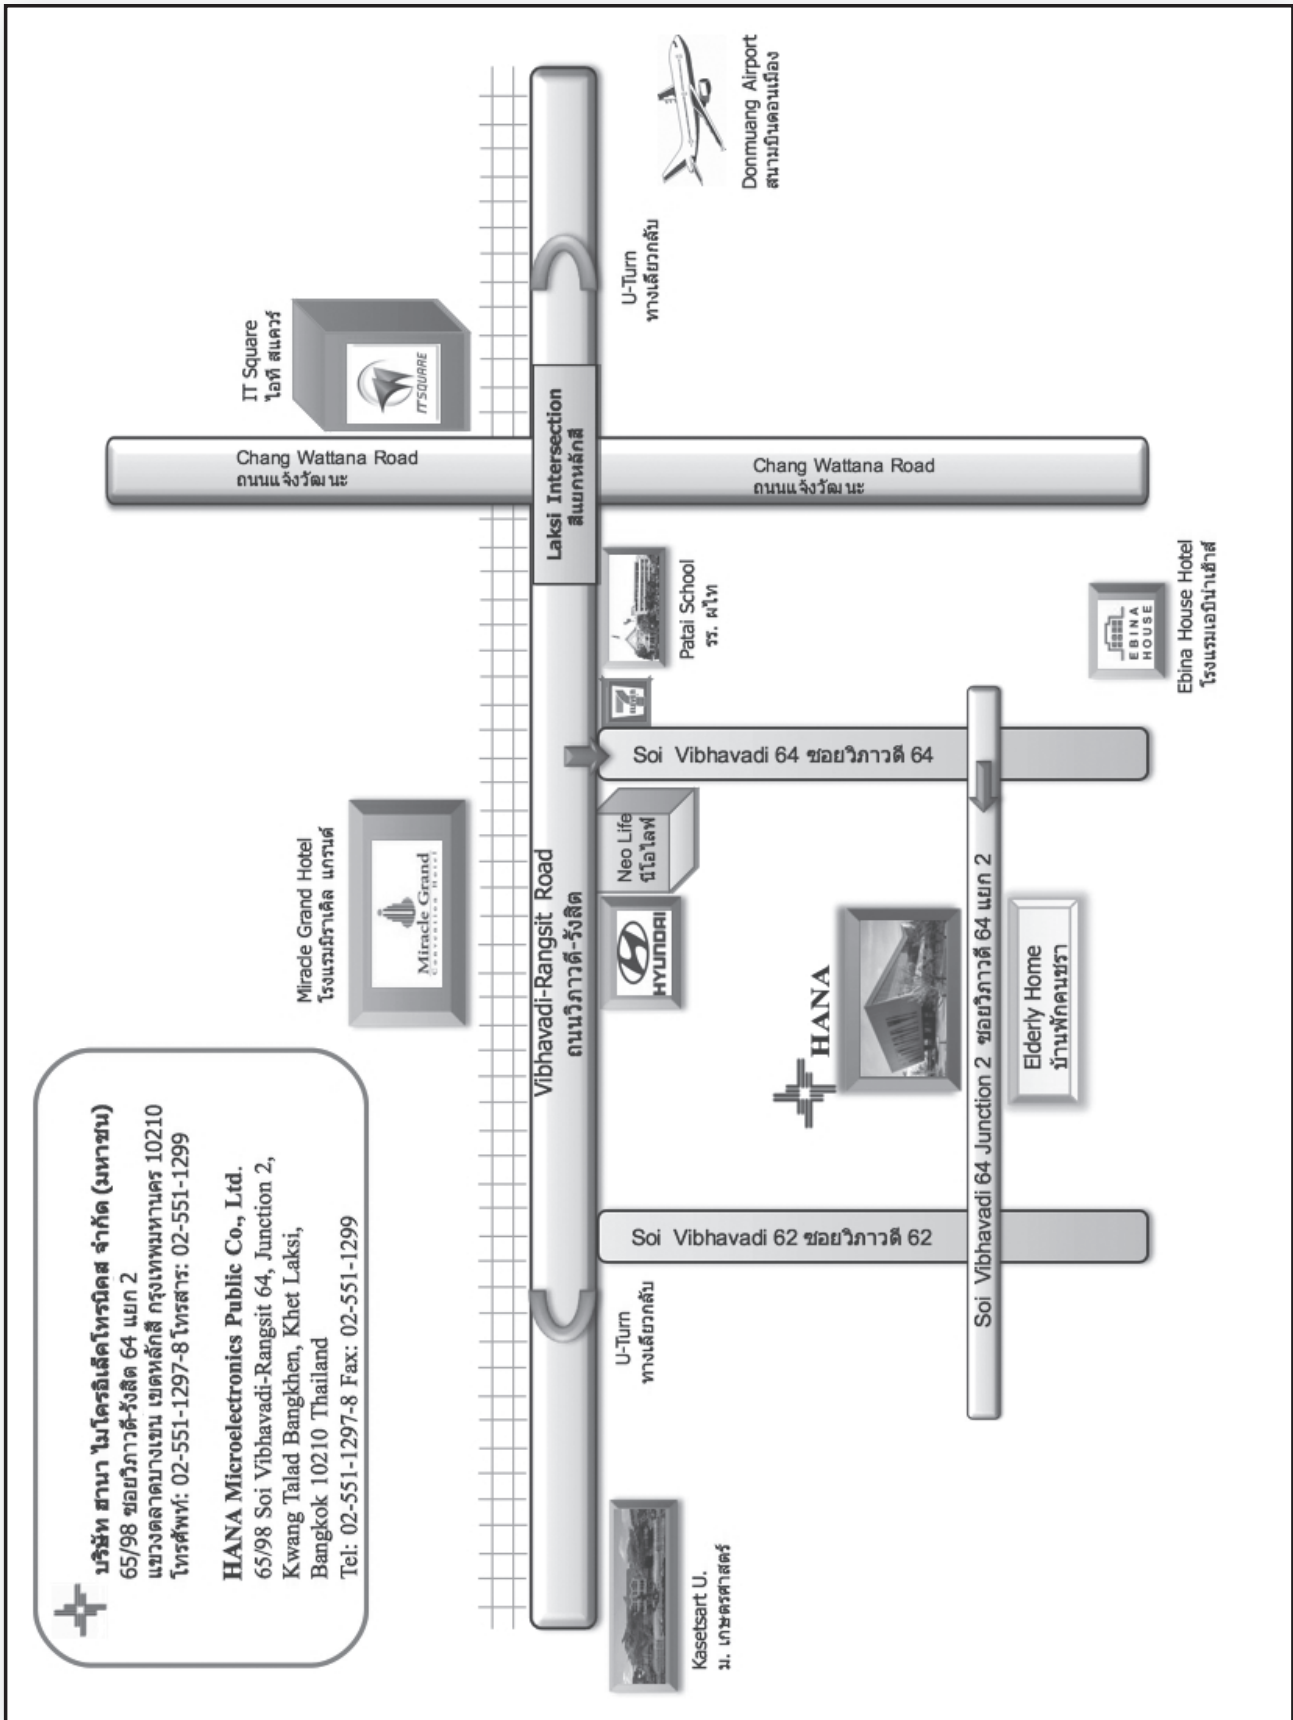 บริษัท ฮานา ไมโครอิเล็คโทรนิคส จำกัด (มหาชน)
65/98 ซอยวิภาวดี-รังสิต 64 แยก 2
แขวงตลาดบางเขน เขตหลักสี่ กรุงเทพมหานคร 10210
โทรศัพท์: 02-551-1297-8 โทรสาร: 02-551-1299
HANA Microelectronics Public Co., Ltd.
65/98 Soi Vibhavadi-Rangsit 64, Junction 2,
Kwang Talad Bangkhen, Khet Laksi,
Bangkok 10210 Thailand
Tel: 02-551-1297-8 Fax: 02-551-1299
Miracle Grand Hotel
โรงแรมมิราเคิล แกรนด์
Miracle Grand
Convention Hotel
IT Square
ไอที สแควร์
IT SQUARE
Chang Wattana Road
ถนนแจ้งวัฒนะ
Vibhavadi-Rangsit Road
ถนนวิภาวดี-รังสิต
Laksi Intersection
สี่แยกหลักสี่
U-Turn
ทางเลี้ยวกลับ
Kasetsart U.
ม. เกษตรศาสตร์
U-Turn
ทางเลี้ยวกลับ
Donmuang Airport
สนามบินดอนเมือง
HYUNDAI
Neo Life
นีโอไลฟ์
7
ELEVEN
Patai School
รร. ผไท
Chang Wattana Road
ถนนแจ้งวัฒนะ
Soi Vibhavadi 62 ซอยวิภาวดี 62
Soi Vibhavadi 64 ซอยวิภาวดี 64
HANA
Soi Vibhavadi 64 Junction 2 ซอยวิภาวดี 64 แยก 2
Elderly Home
บ้านพักคนชรา
EBINA
HOUSE
Ebina House Hotel
โรงแรมเอบิน่าเฮ้าส์